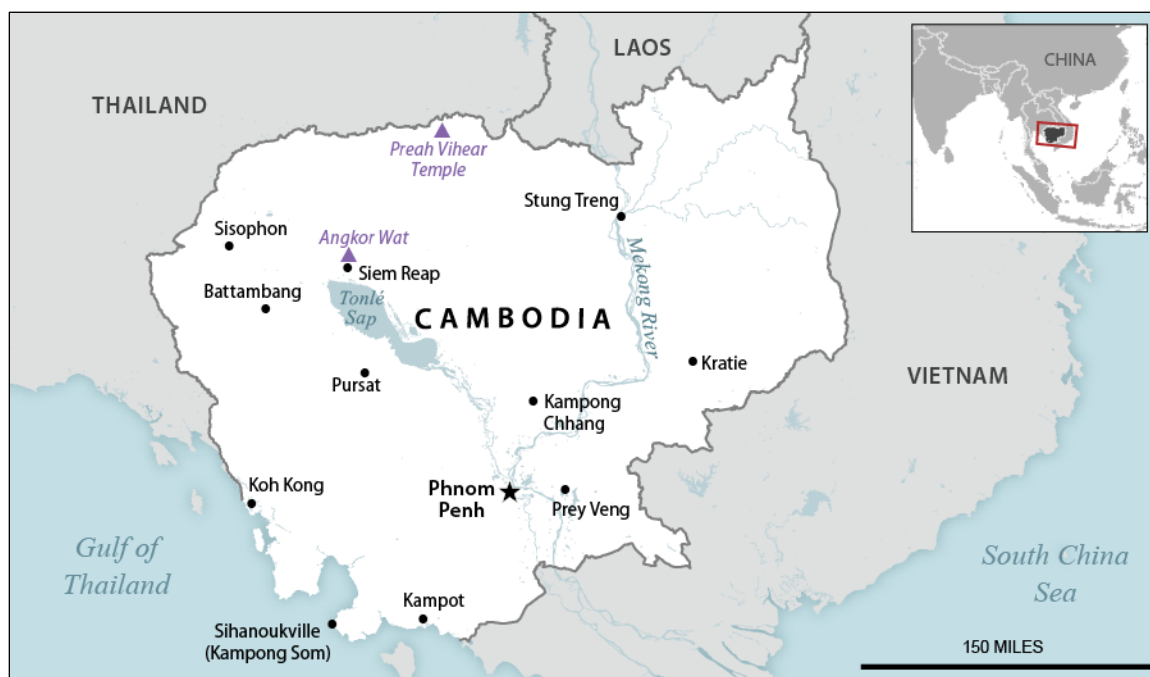 LAOS
CHINA
THAILAND
Preah Vihear
Temple
Stung Treng
Sisophon
Angkor Wat
Siem Reap
Battambang
Tonlé
Sap
CAMBODIA
Mekong River
Kratie
Pursat
VIETNAM
Kampong
Chhang
Koh Kong
Phnom
Penh
Prey Veng
Gulf of
Thailand
South China
Sea
Kampot
Sihanoukville
(Kampong Som)
150 MILES